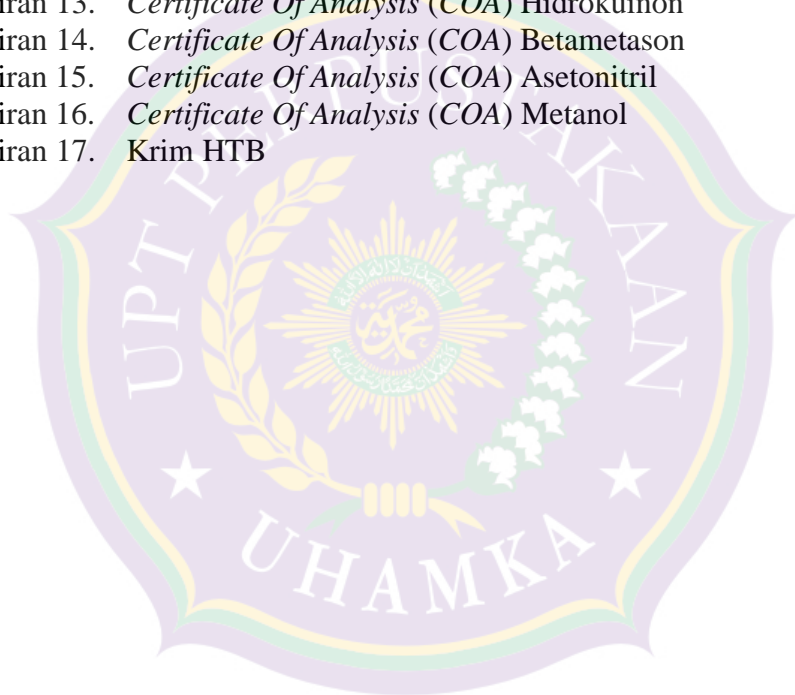 iran 13. Certificate Of Analysis (COA) Hidrokuinon
iran 14. Certificate Of Analysis (COA) Betametason
iran 15. Certificate Of Analysis (COA) Asetonitril
iran 16. Certificate Of Analysis (COA) Metanol
iran 17. Krim HTB
UPT PERPUSTAKAAN
UHAMKA